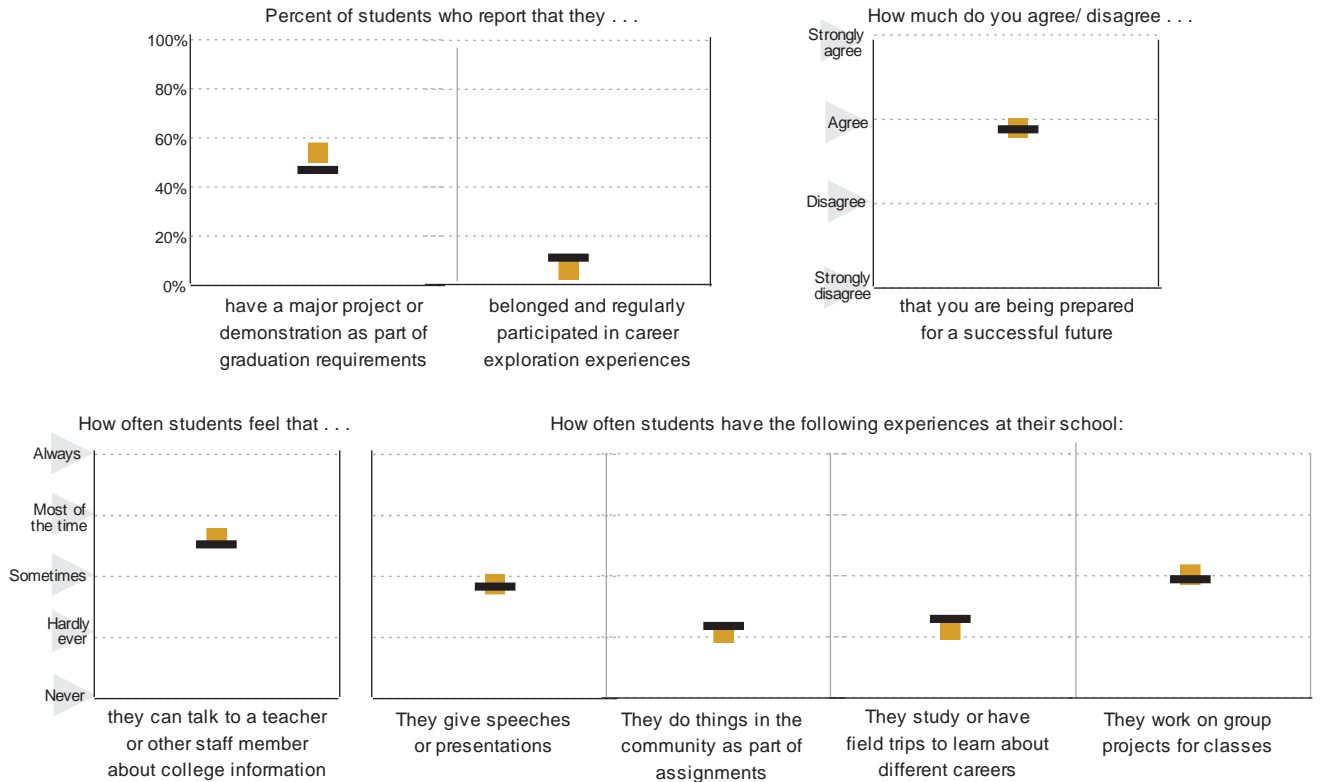 Percent of students who report that they . . .
100%
80%
60%
40%
20%
0%
have a major project or
demonstration as part of
graduation requirements
belonged and regularly
participated in career
exploration experiences
How much do you agree/ disagree . . .
Strongly
agree
Agree
Disagree
Strongly
disagree
that you are being prepared
for a successful future
How often students feel that . . .
Always
Most of
the time
Sometimes
Hardly
ever
Never
they can talk to a teacher
or other staff member
about college information
How often students have the following experiences at their school:
They give speeches
or presentations
They do things in the
community as part of
assignments
They study or have
field trips to learn about
different careers
They work on group
projects for classes